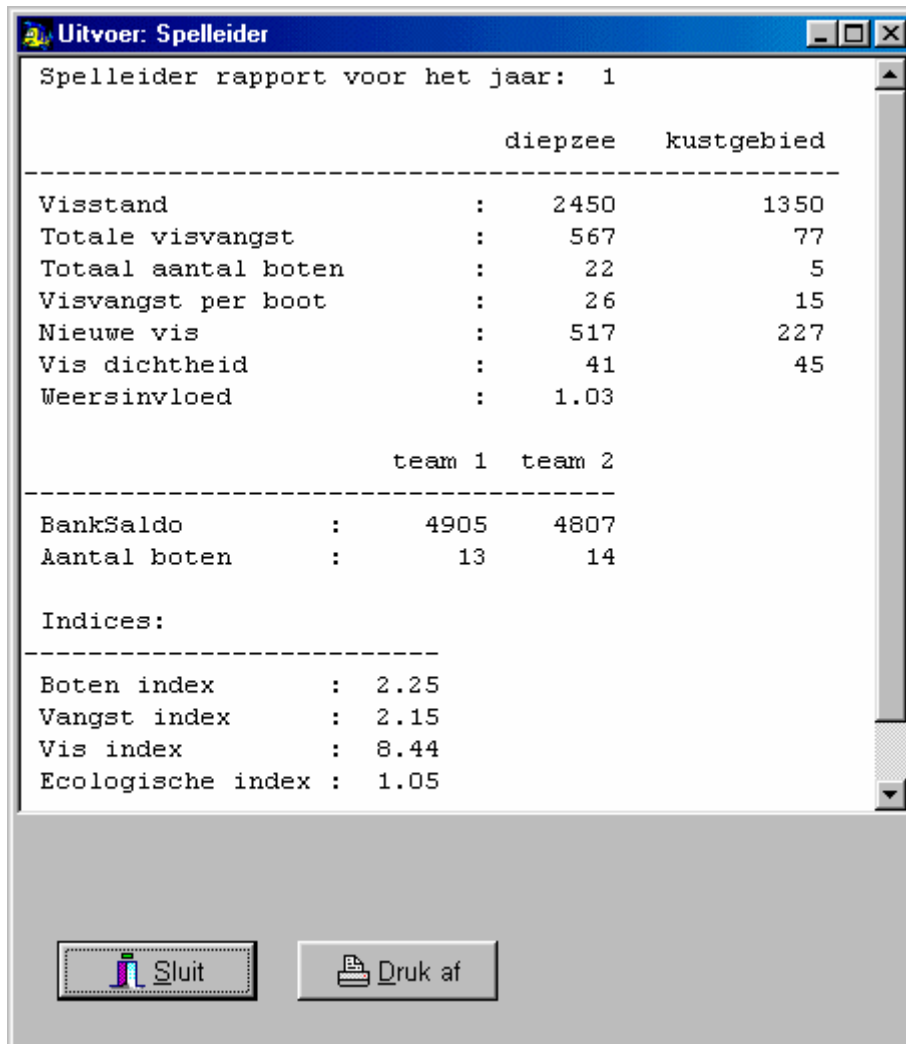 Uitvoer: Spelleider
Spelleider rapport voor het jaar: 1
diepzee kustgebied
---------------------------------------------------
Visstand : 2450 1350
Totale visvangst : 567 77
Totaal aantal boten : 22 5
Visvangst per boot : 26 15
Nieuwe vis : 517 227
Vis dichtheid : 41 45
Weersinvloed : 1.03
team 1 team 2
-------------------------------------
BankSaldo : 4905 4807
Aantal boten : 13 14
Indices:
--------------------------
Boten index : 2.25
Vangst index : 2.15
Vis index : 8.44
Ecologische index : 1.05
Sluit
Druk af